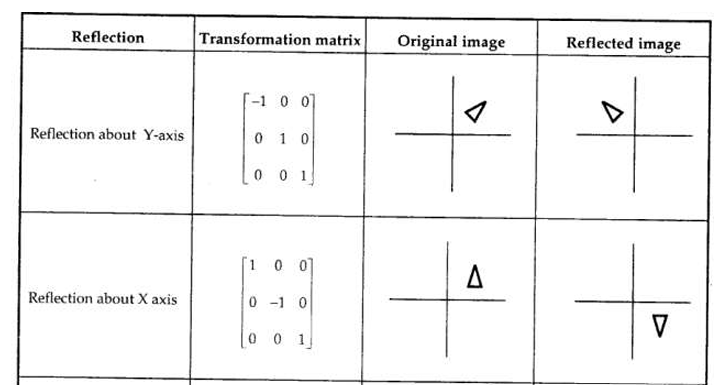 Reflection Transformation matrix Original image Reflected image
-1 0 0
Reflection about Y-axis 0 1 0
0 0 1
1 0 0
Reflection about X axis 0 -1 0
0 0 1